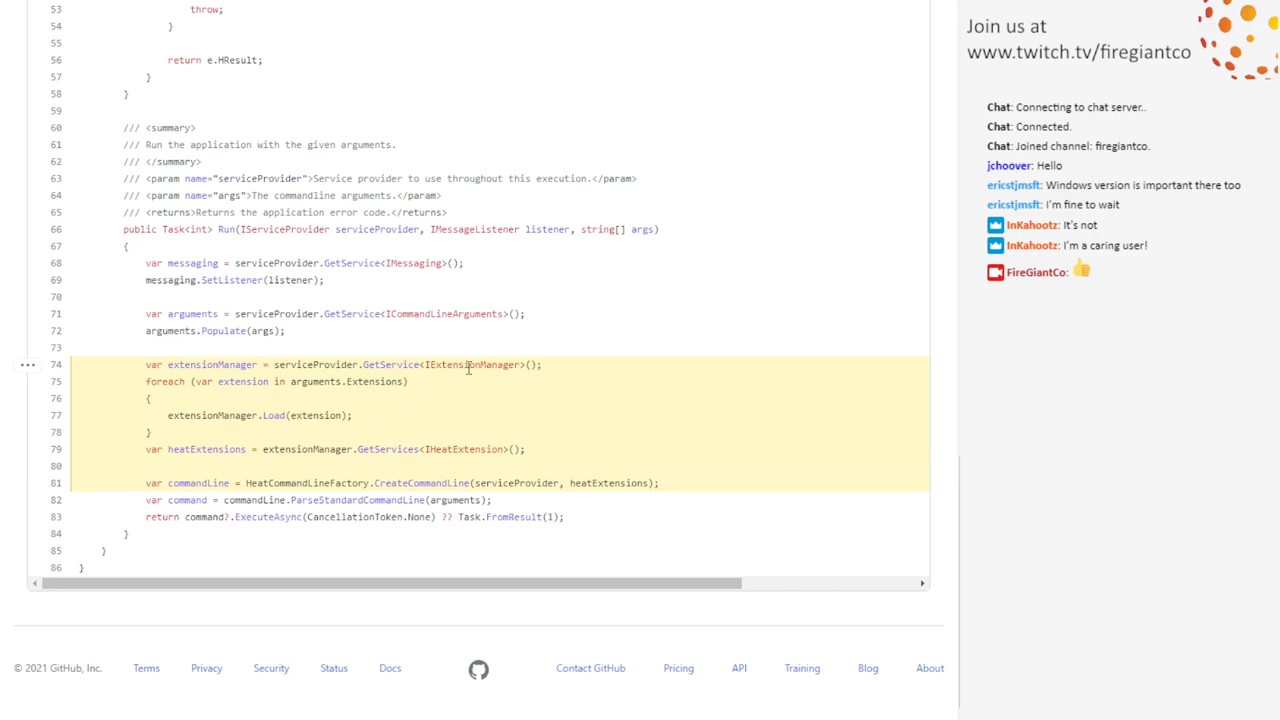 53 throw;
54 }
55
56 return e.HResult;
57 }
58 }
59
60 /// <summary>
61 /// Run the application with the given arguments.
62 /// </summary>
63 /// <param name="serviceProvider">Service provider to use throughout this execution.</param>
64 /// <param name="args">The commandline arguments.</param>
65 /// <returns>Returns the application error code.</returns>
66 public Task<int> Run(IServiceProvider serviceProvider, IMessageListener listener, string[] args)
67 {
68 var messaging = serviceProvider.GetService<IMessaging>();
69 messaging.SetListener(listener);
70
71 var arguments = serviceProvider.GetService<ICommandLineArguments>();
72 arguments.Populate(args);
73
74 var extensionManager = serviceProvider.GetService<IExtensionManager>();
75 foreach (var extension in arguments.Extensions)
76 {
77 extensionManager.Load(extension);
78 }
79 var heatExtensions = extensionManager.GetServices<IHeatExtension>();
80
81 var commandLine = HeatCommandLineFactory.CreateCommandLine(serviceProvider, heatExtensions);
82 var command = commandLine.ParseStandardCommandLine(arguments);
83 return command?.ExecuteAsync(CancellationToken.None) ?? Task.FromResult(1);
84 }
85 }
86 }
© 2021 GitHub, Inc. Terms Privacy Security Status Docs Contact GitHub Pricing API Training Blog About
Join us at
www.twitch.tv/firegiantco
Chat: Connecting to chat server..
Chat: Connected.
Chat: Joined channel: firegiantco.
jchoover: Hello
ericstjmsft: Windows version is important there too
ericstjmsft: I'm fine to wait
InKahootz: It's not
InKahootz: I'm a caring user!
FireGiantCo: